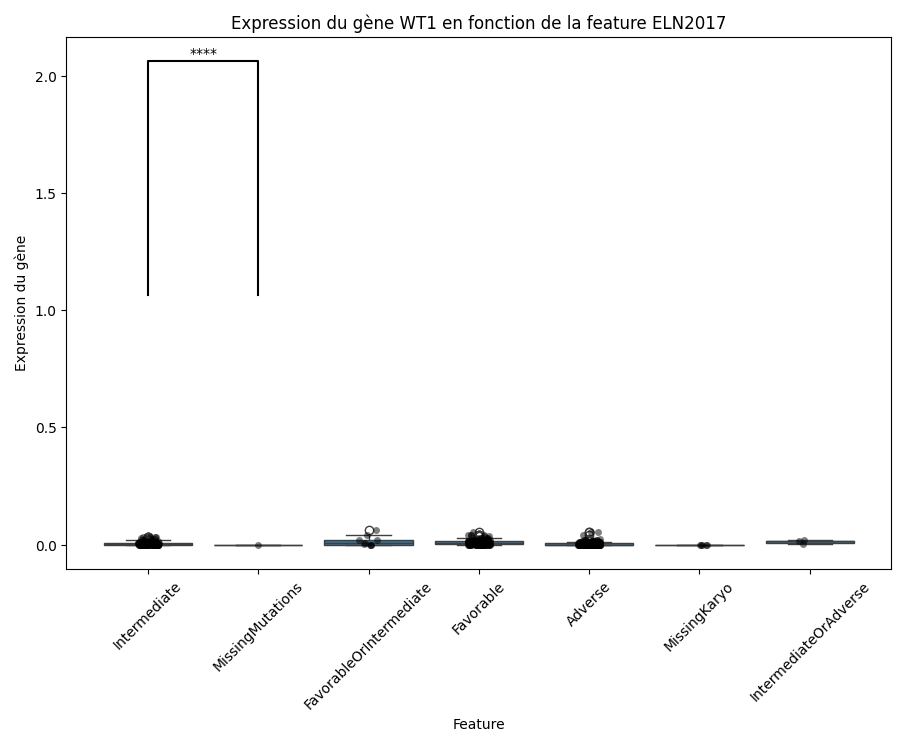 Expression du gène WT1 en fonction de la feature ELN2017
****
2.0
1.5
1.0
0.5
0.0
Expression du gène
Intermediate
MissingMutations
FavorableOrIntermediate
Favorable
Adverse
MissingKaryo
IntermediateOrAdverse
Feature